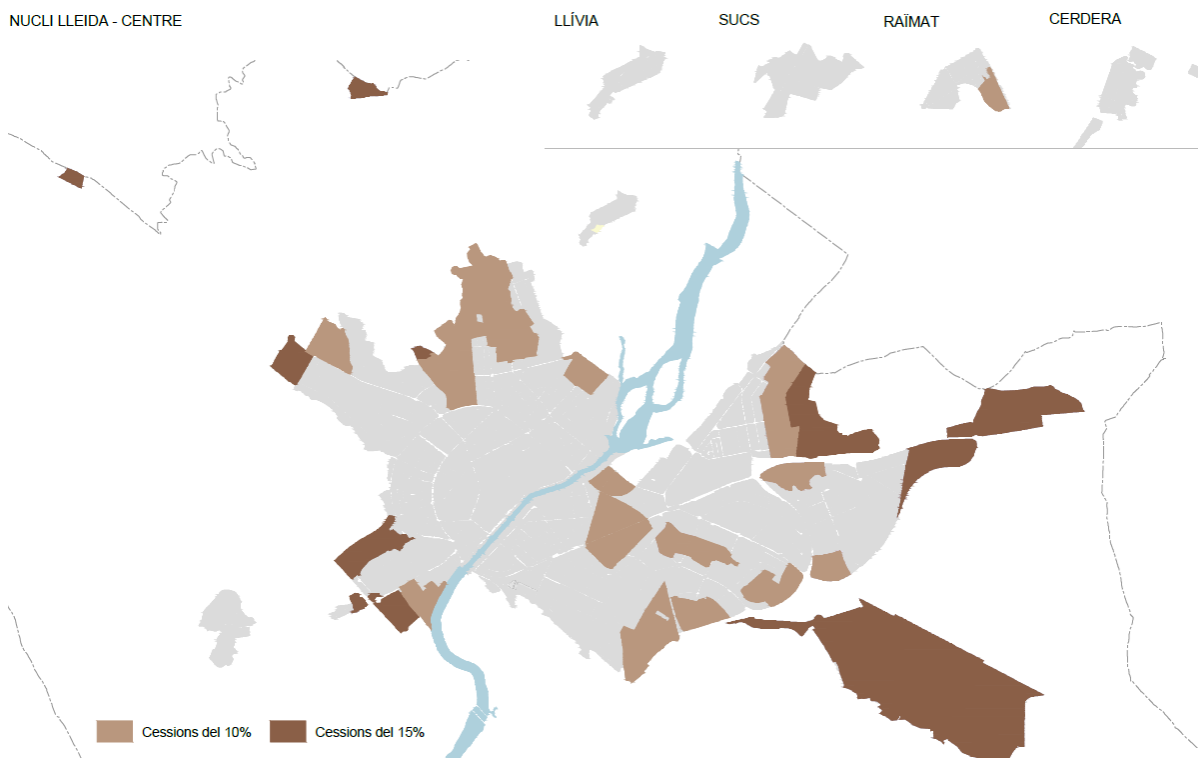 NUCLI LLEIDA - CENTRE
LLÍVIA
SUCS
RAÏMAT
CERDERA
Cessions del 10%
Cessions del 15%